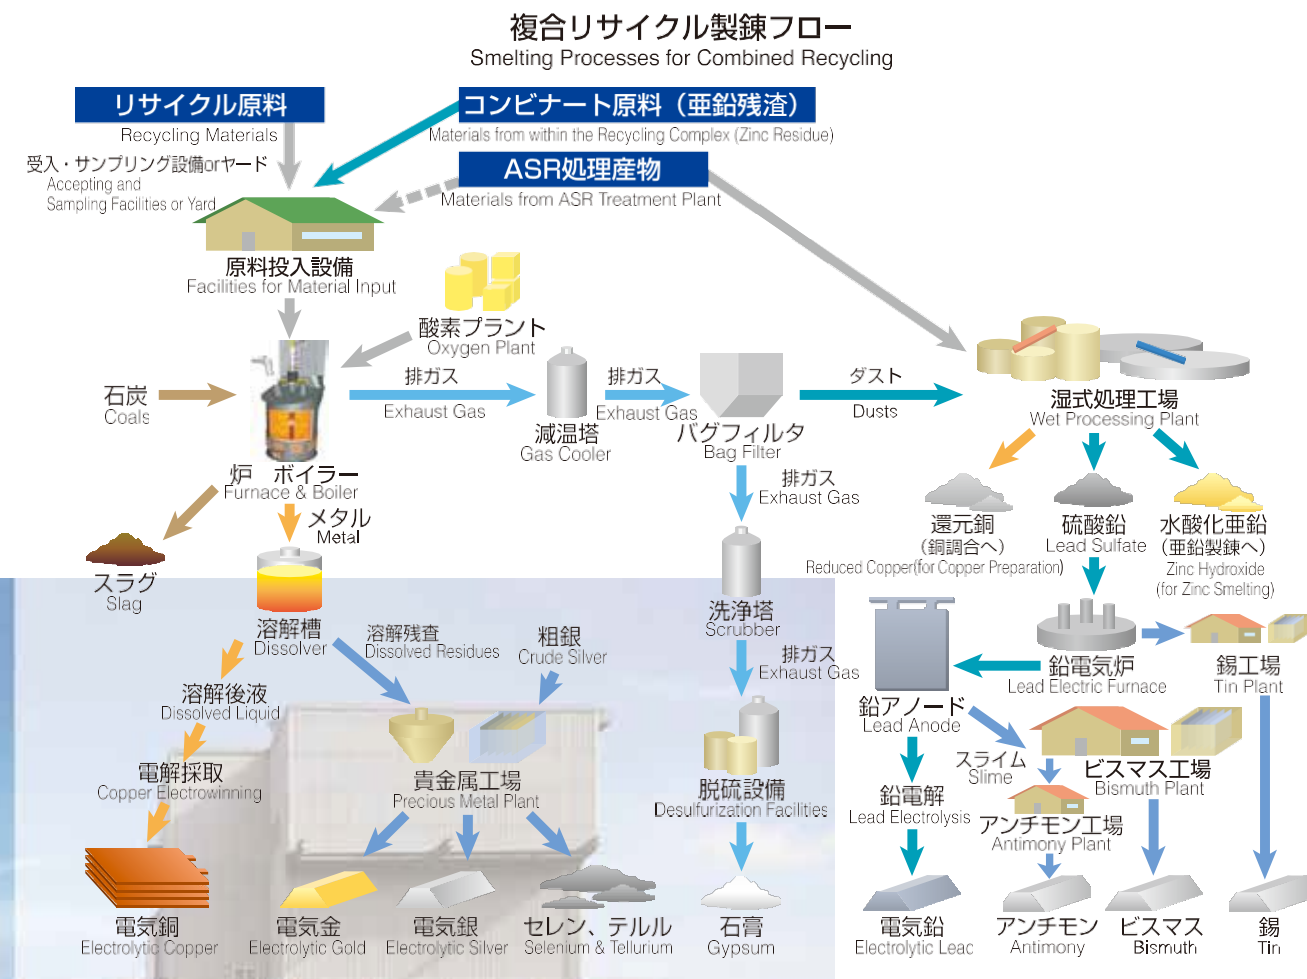 複合リサイクル製錬フロー
Smelting Processes for Combined Recycling
リサイクル原料
Recycling Materials
コンビナート原料（亜鉛残渣）
Materials from within the Recycling Complex (Zinc Residue)
ASR処理産物
Materials from ASR Treatment Plant
受入・サンプリング設備orヤード
Accepting and
Sampling Facilities or Yard
原料投入設備
Facilities for Material Input
酸素プラント
Oxygen Plant
石炭
Coals
炉　ボイラー
Furnace & Boiler
排ガス
Exhaust Gas
減温塔
Gas Cooler
排ガス
Exhaust Gas
バグフィルタ
Bag Filter
ダスト
Dusts
湿式処理工場
Wet Processing Plant
メタル
Metal
スラグ
Slag
排ガス
Exhaust Gas
還元銅
（銅調合へ）
Reduced Copper(for Copper Preparation)
硫酸鉛
Lead Sulfate
水酸化亜鉛
（亜鉛製錬へ）
Zinc Hydroxide
(for Zinc Smelting)
溶解槽
Dissolver
溶解残査
Dissolved Residues
粗銀
Crude Silver
洗浄塔
Scrubber
排ガス
Exhaust Gas
鉛電気炉
Lead Electric Furnace
錫工場
Tin Plant
溶解後液
Dissolved Liquid
鉛アノード
Lead Anode
電解採取
Copper Electrowinning
貴金属工場
Precious Metal Plant
脱硫設備
Desulfurization Facilities
スライム
Slime
ビスマス工場
Bismuth Plant
鉛電解
Lead Electrolysis
アンチモン工場
Antimony Plant
電気銅
Electrolytic Copper
電気金
Electrolytic Gold
電気銀
Electrolytic Silver
セレン、テルル
Selenium & Tellurium
石膏
Gypsum
電気鉛
Electrolytic Lead
アンチモン
Antimony
ビスマス
Bismuth
錫
Tin